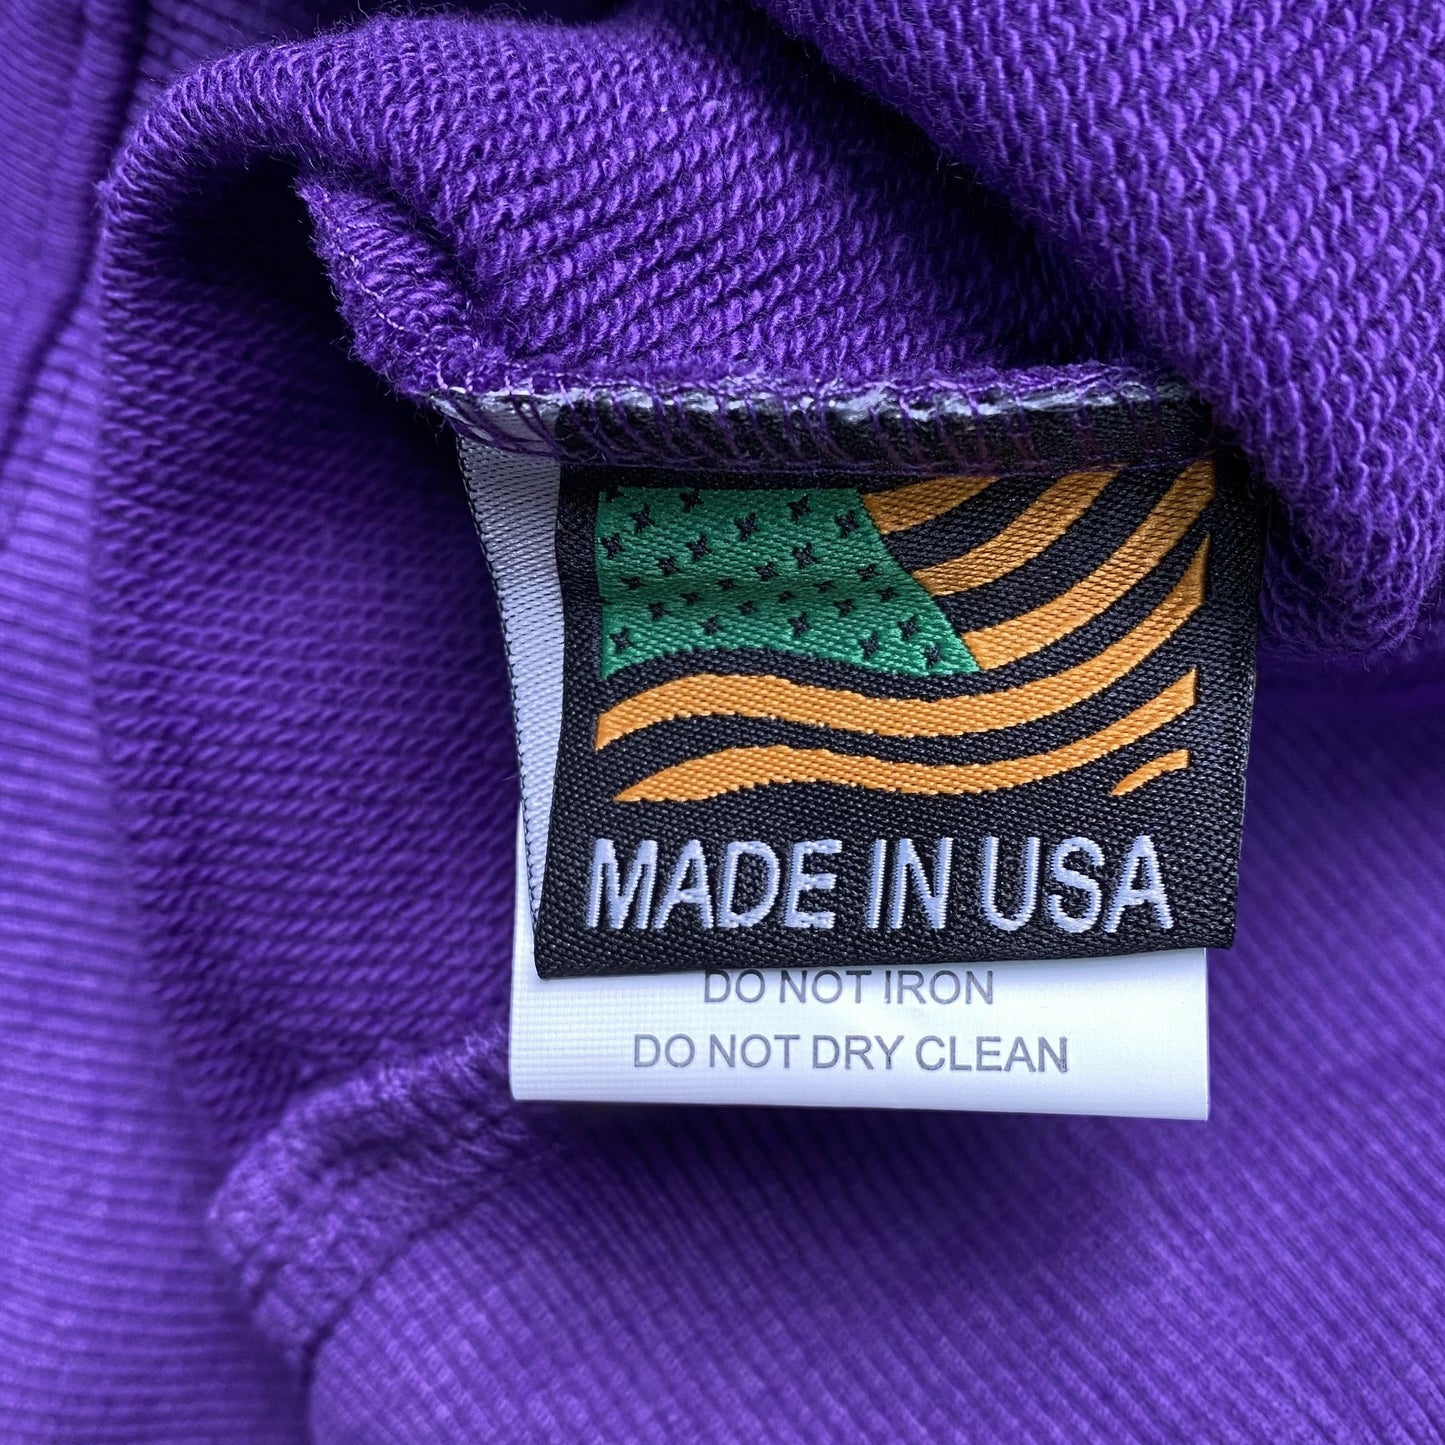 MADE IN USA
DO NOT IRON
DO NOT DRY CLEAN